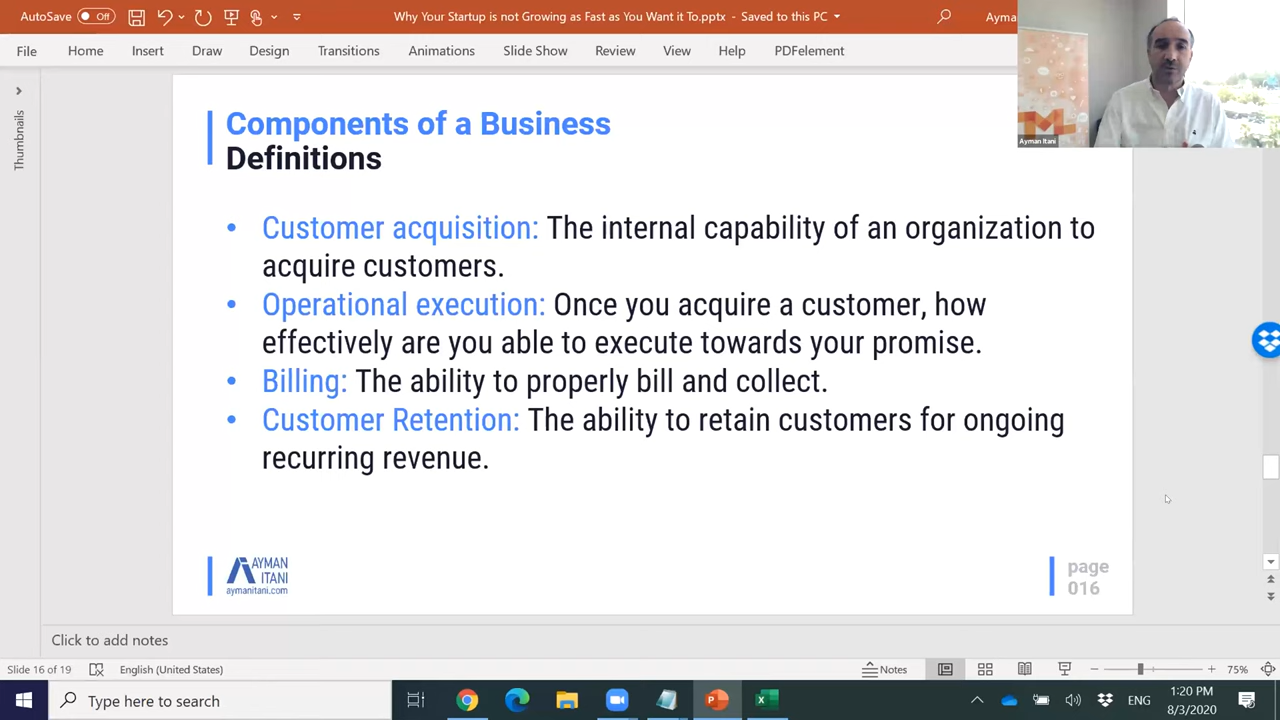 AutoSave Off
Why Your Startup is not Growing as Fast as You Want it To.pptx - Saved to this PC
Ayma
File Home Insert Draw Design Transitions Animations Slide Show Review View Help PDFelement
Ayman Itani
Thumbnails
Components of a Business
Definitions
• Customer acquisition: The internal capability of an organization to
acquire customers.
• Operational execution: Once you acquire a customer, how
effectively are you able to execute towards your promise.
• Billing: The ability to properly bill and collect.
• Customer Retention: The ability to retain customers for ongoing
recurring revenue.
AYMAN
ITANI
aymanitani.com
page
016
Click to add notes
Slide 16 of 19 English (United States) Notes 75%
Type here to search
ENG
1:20 PM
8/3/2020